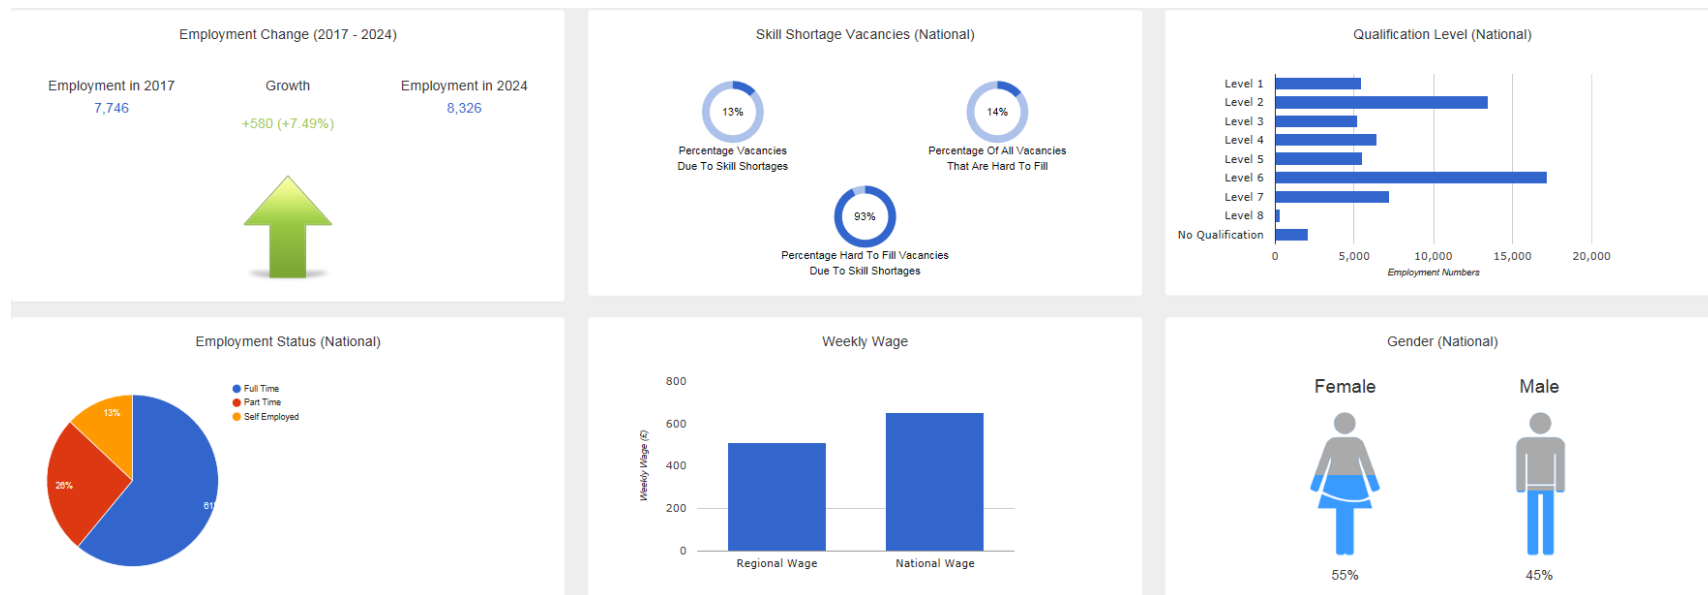 Employment Change (2017 - 2024)
Employment in 2017
7,746
Growth
+580 (+7.49%)
Employment in 2024
8,326
Skill Shortage Vacancies (National)
13%
Percentage Vacancies
Due To Skill Shortages
14%
Percentage Of All Vacancies
That Are Hard To Fill
93%
Percentage Hard To Fill Vacancies
Due To Skill Shortages
Qualification Level (National)
Level 1
Level 2
Level 3
Level 4
Level 5
Level 6
Level 7
Level 8
No Qualification
0 5,000 10,000 15,000 20,000
Employment Numbers
Employment Status (National)
Full Time
Part Time
Self Employed
13%
26%
61
Weekly Wage
Weekly Wage (£)
800
600
400
200
0
Regional Wage National Wage
Gender (National)
Female Male
55% 45%